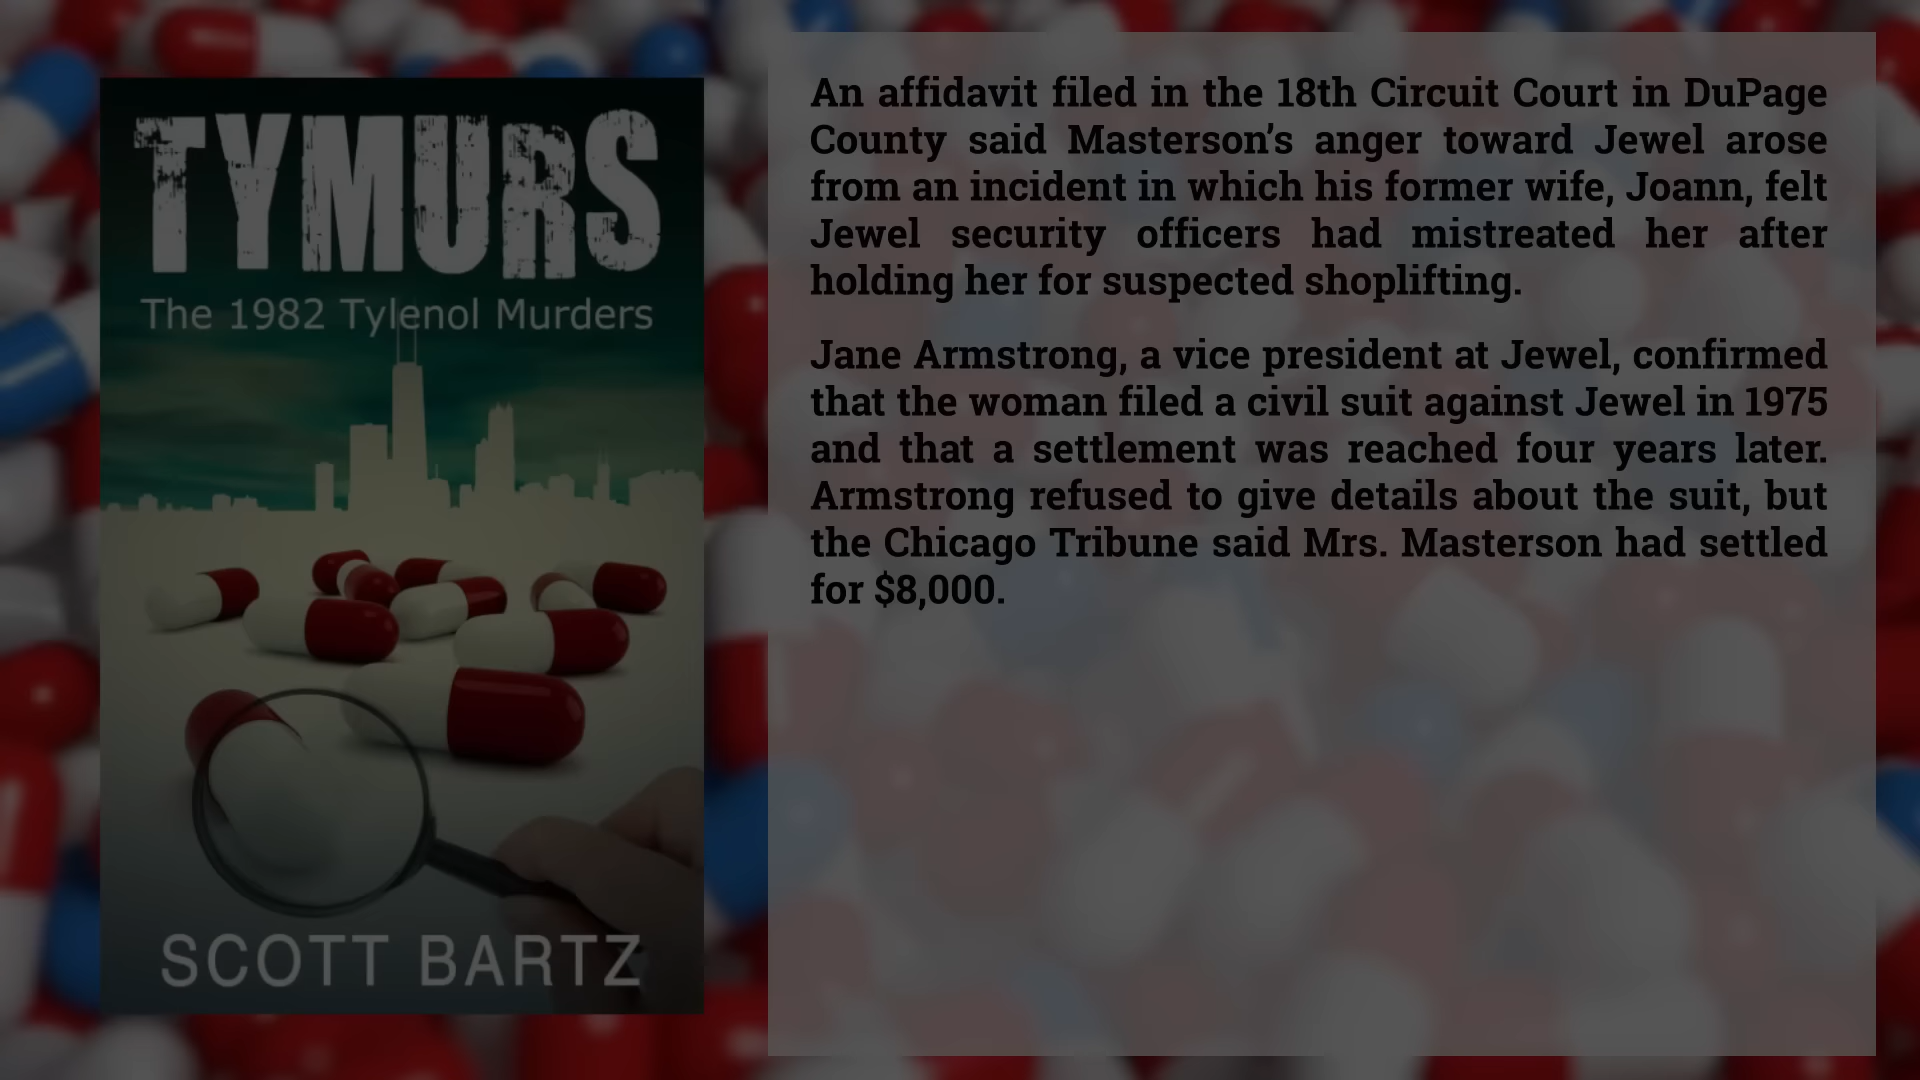 TYMURS
The 1982 Tylenol Murders
SCOTT BARTZ
An affidavit filed in the 18th Circuit Court in DuPage
County said Masterson’s anger toward Jewel arose
from an incident in which his former wife, Joann, felt
Jewel security officers had mistreated her after
holding her for suspected shoplifting.
Jane Armstrong, a vice president at Jewel, confirmed
that the woman filed a civil suit against Jewel in 1975
and that a settlement was reached four years later.
Armstrong refused to give details about the suit, but
the Chicago Tribune said Mrs. Masterson had settled
for $8,000.